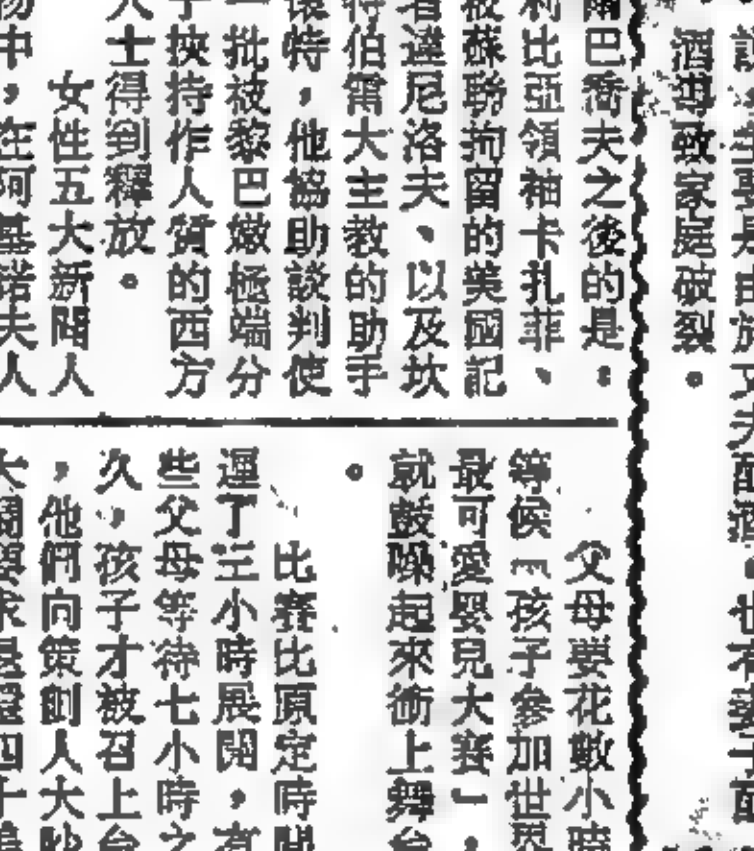 說，主要是由於丈夫酗酒，也有妻子酗
酒導致家庭破裂。
爾巴喬夫之後的是：
利比亞領袖卡扎菲、
被蘇聯拘留的美國記
者達尼洛夫、以及坎
特伯雷大主教的助手
懷特，他協助談判使
一批被黎巴嫩極端分
子挾持作人質的西方
人士得到釋放。
女性五大新聞人
物中，在阿基諾夫人
父母要花數小時
等候『孩子參加世界
最可愛嬰兒大賽』，
就鼓噪起來衝上舞台
。
比賽比原定時間
遲了三小時展開，有
些父母等待七小時之
久，孩子才被召上台
，他們向策劃人大吵
大鬧要求退還四十